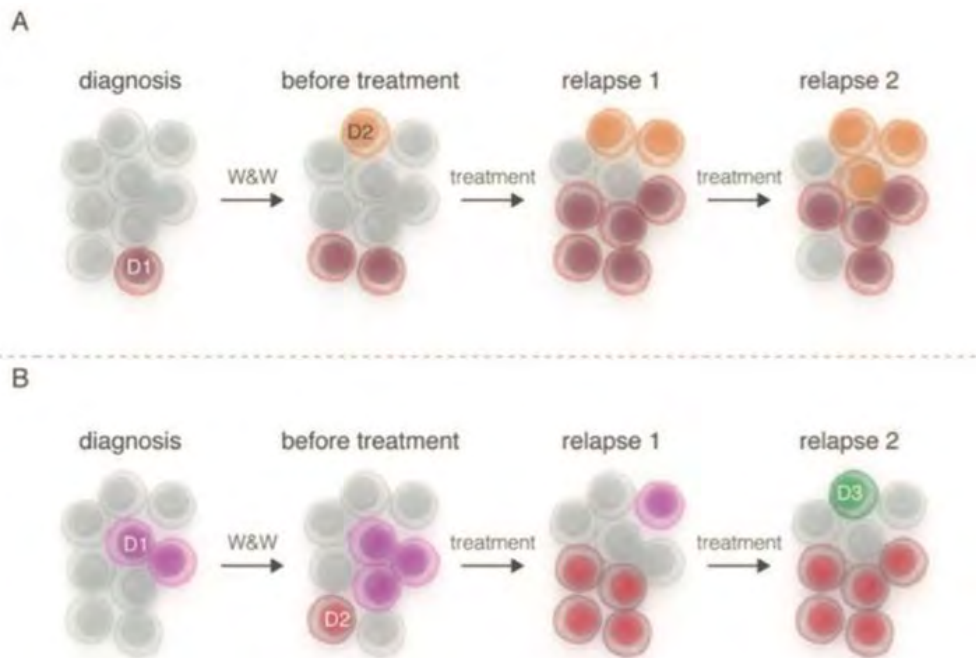 A
diagnosis
before treatment
relapse 1
relapse 2
D2
W&W
treatment
treatment
D1
B
diagnosis
before treatment
relapse 1
relapse 2
D3
W&W
treatment
treatment
D1
D2